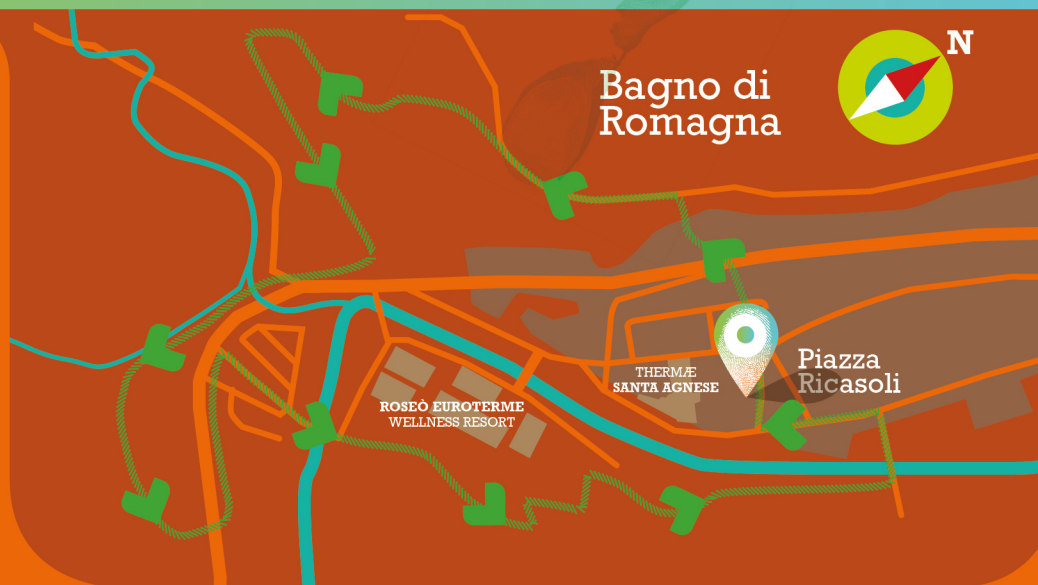 N
Bagno di
Romagna
Piazza
Ricasoli
THERMÆ
SANTA AGNESE
ROSEÒ EUROTERME
WELLNESS RESORT